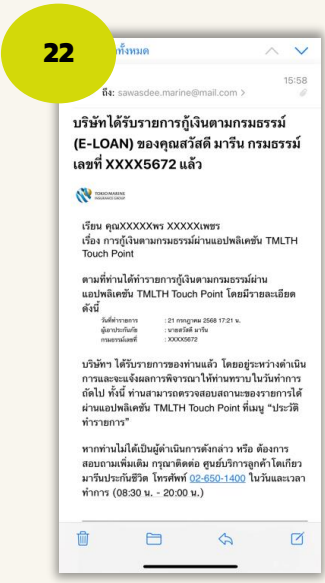 22
ทั้งหมด
15:58
ถึง: sawasdee.marine@mail.com >
บริษัทได้รับรายการกู้เงินตามกรมธรรม์
(E-LOAN) ของคุณสวัสดี มารีน กรมธรรม์
เลขที่ XXXX5672 แล้ว
TOKIO MARINE
INSURANCE GROUP
เรียน คุณXXXXXพร XXXXXเพชร
เรื่อง การกู้เงินตามกรมธรรม์ผ่านแอปพลิเคชัน TMLTH
Touch Point
ตามที่ท่านได้ทำรายการกู้เงินตามกรมธรรม์ผ่าน
แอปพลิเคชัน TMLTH Touch Point โดยมีรายละเอียด
ดังนี้
วันที่ทำรายการ : 21 กรกฎาคม 2568 17:21 น.
ผู้เอาประกันภัย : นายสวัสดี มารีน
กรมธรรม์เลขที่ : XXXX5672
บริษัทฯ ได้รับรายการของท่านแล้ว โดยอยู่ระหว่างดำเนิน
การและจะแจ้งผลการพิจารณาให้ท่านทราบในวันทำการ
ถัดไป ทั้งนี้ ท่านสามารถตรวจสอบสถานะของรายการได้
ผ่านแอปพลิเคชัน TMLTH Touch Point ที่เมนู “ประวัติ
ทำรายการ”
หากท่านไม่ได้เป็นผู้ดำเนินการดังกล่าว หรือ ต้องการ
สอบถามเพิ่มเติม กรุณาติดต่อ ศูนย์บริการลูกค้าโตเกียว
มารีนประกันชีวิต โทรศัพท์ 02-650-1400 ในวันและเวลา
ทำการ (08:30 น. - 20:00 น.)